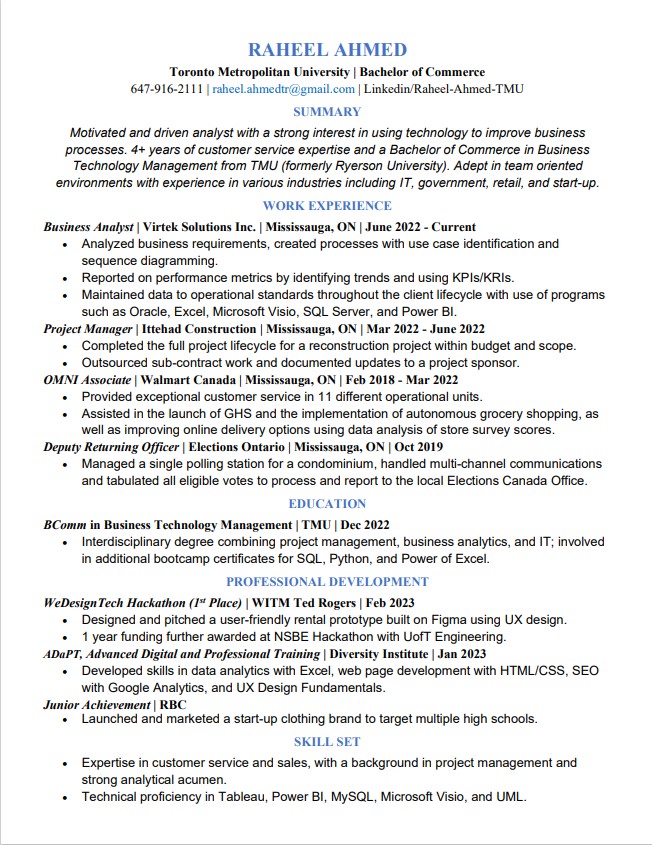 RAHEEL AHMED
Toronto Metropolitan University | Bachelor of Commerce
647-916-2111 | raheel.ahmedtr@gmail.com | Linkedin/Raheel-Ahmed-TMU
SUMMARY
Motivated and driven analyst with a strong interest in using technology to improve business
processes. 4+ years of customer service expertise and a Bachelor of Commerce in Business
Technology Management from TMU (formerly Ryerson University). Adept in team oriented
environments with experience in various industries including IT, government, retail, and start-up.
WORK EXPERIENCE
Business Analyst | Virtek Solutions Inc. | Mississauga, ON | June 2022 - Current
• Analyzed business requirements, created processes with use case identification and
sequence diagramming.
• Reported on performance metrics by identifying trends and using KPIs/KRIs.
• Maintained data to operational standards throughout the client lifecycle with use of programs
such as Oracle, Excel, Microsoft Visio, SQL Server, and Power BI.
Project Manager | Ittehad Construction | Mississauga, ON | Mar 2022 - June 2022
• Completed the full project lifecycle for a reconstruction project within budget and scope.
• Outsourced sub-contract work and documented updates to a project sponsor.
OMNI Associate | Walmart Canada | Mississauga, ON | Feb 2018 - Mar 2022
• Provided exceptional customer service in 11 different operational units.
• Assisted in the launch of GHS and the implementation of autonomous grocery shopping, as
well as improving online delivery options using data analysis of store survey scores.
Deputy Returning Officer | Elections Ontario | Mississauga, ON | Oct 2019
• Managed a single polling station for a condominium, handled multi-channel communications
and tabulated all eligible votes to process and report to the local Elections Canada Office.
EDUCATION
BComm in Business Technology Management | TMU | Dec 2022
• Interdisciplinary degree combining project management, business analytics, and IT; involved
in additional bootcamp certificates for SQL, Python, and Power of Excel.
PROFESSIONAL DEVELOPMENT
WeDesignTech Hackathon (1st Place) | WITM Ted Rogers | Feb 2023
• Designed and pitched a user-friendly rental prototype built on Figma using UX design.
• 1 year funding further awarded at NSBE Hackathon with UofT Engineering.
ADaPT, Advanced Digital and Professional Training | Diversity Institute | Jan 2023
• Developed skills in data analytics with Excel, web page development with HTML/CSS, SEO
with Google Analytics, and UX Design Fundamentals.
Junior Achievement | RBC
• Launched and marketed a start-up clothing brand to target multiple high schools.
SKILL SET
• Expertise in customer service and sales, with a background in project management and
strong analytical acumen.
• Technical proficiency in Tableau, Power BI, MySQL, Microsoft Visio, and UML.